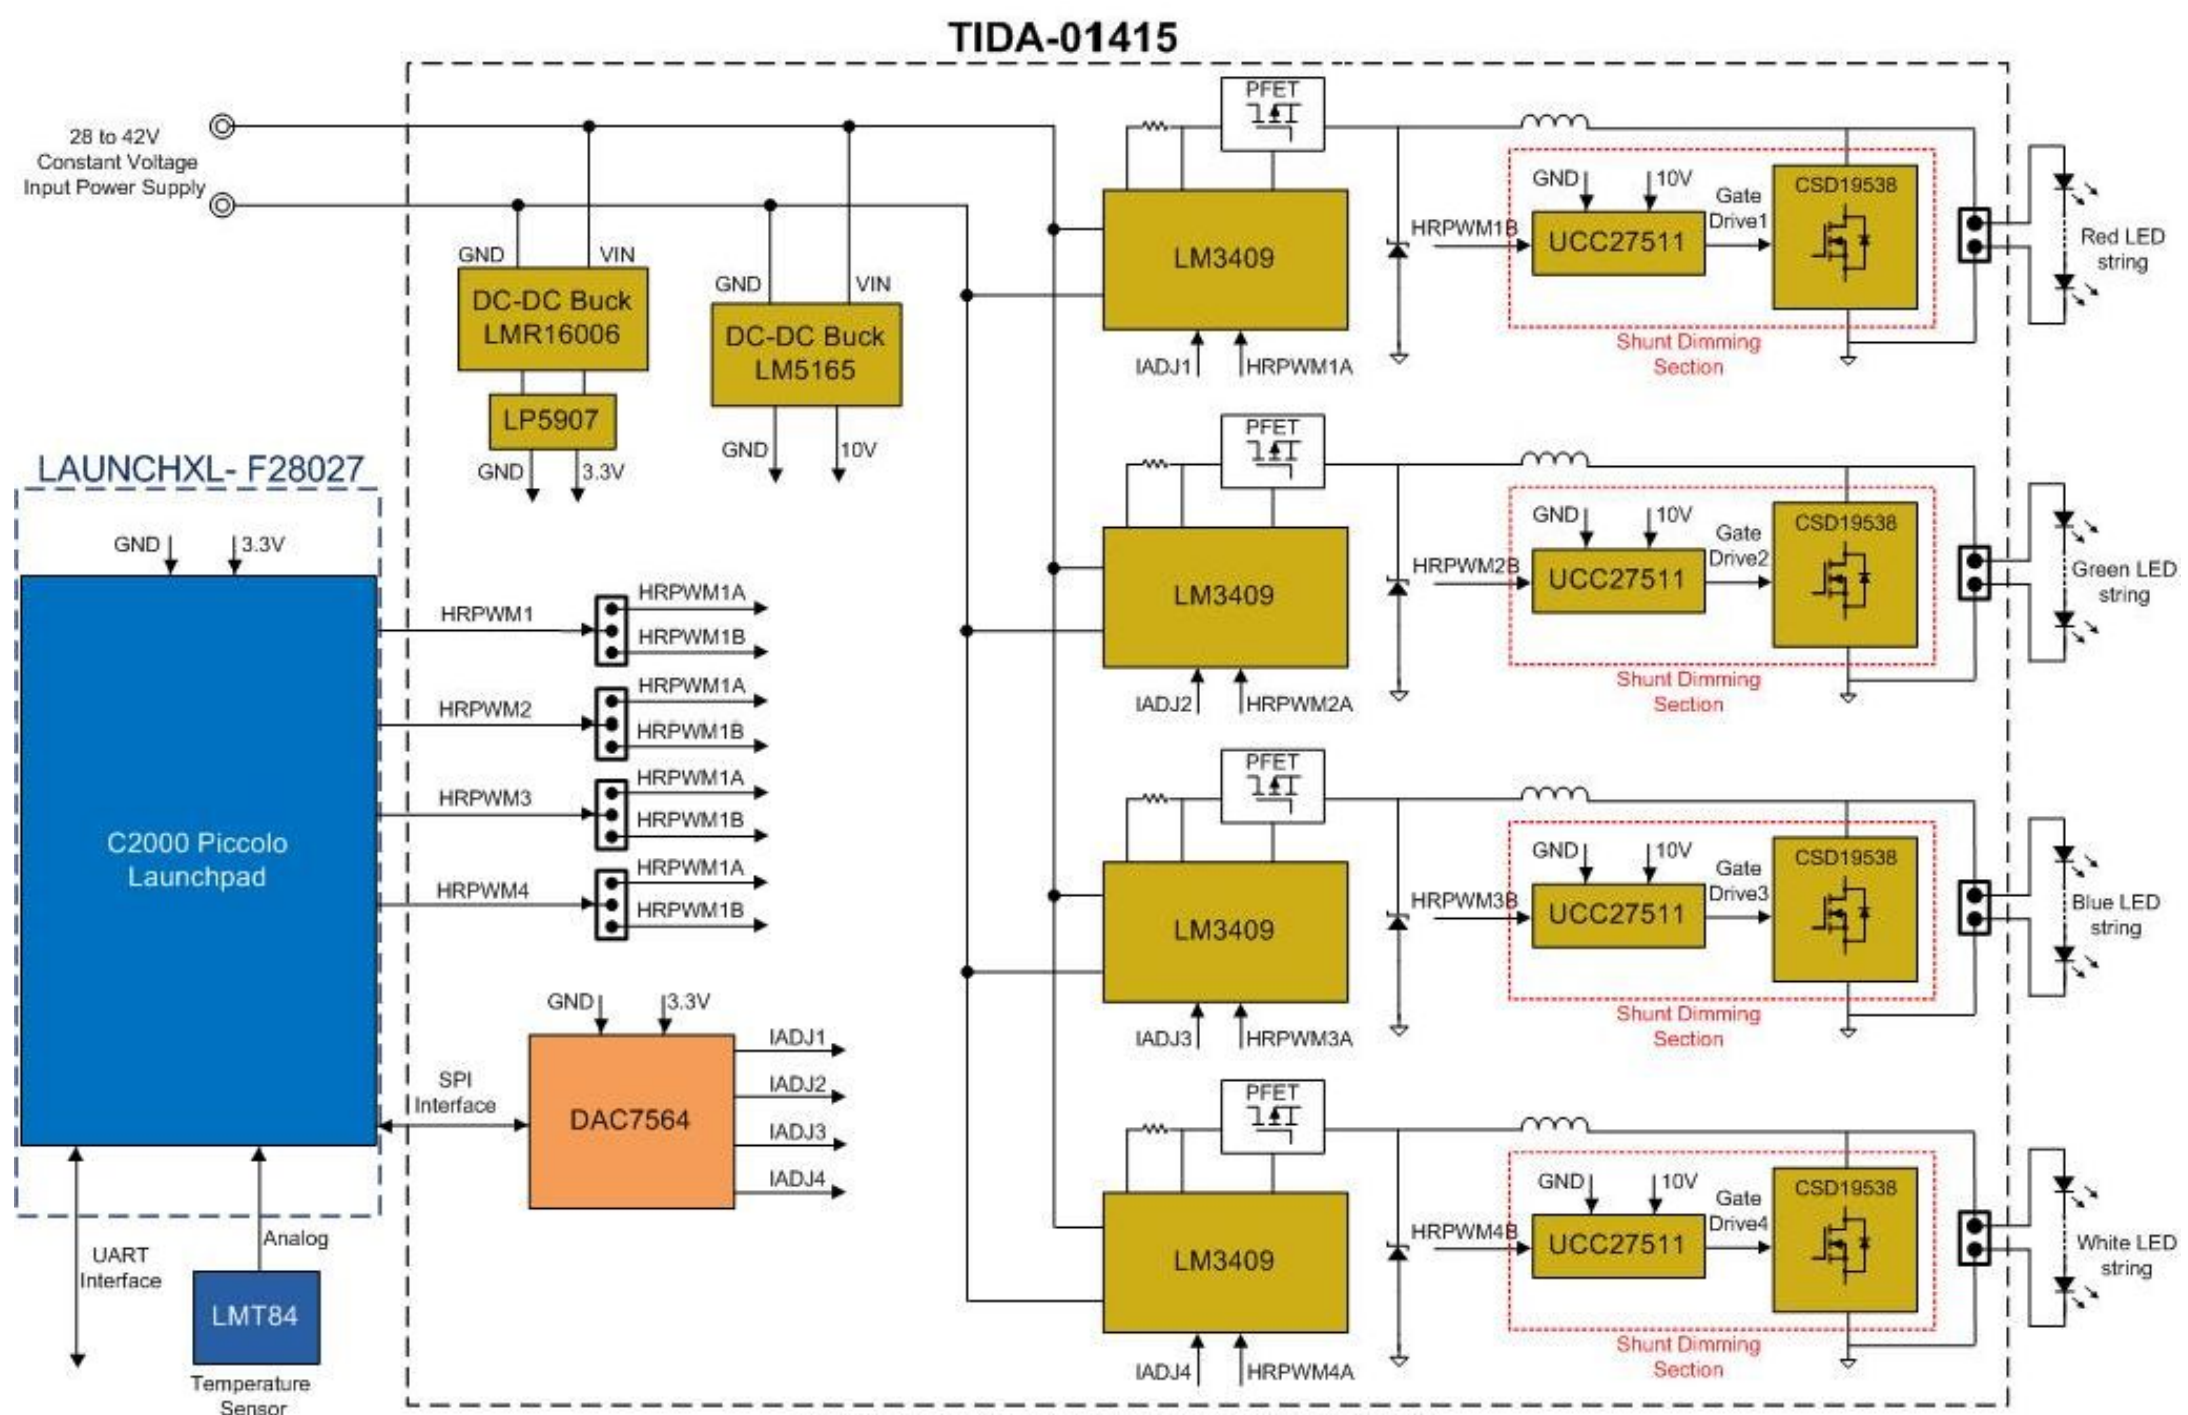 TIDA-01415
28 to 42V
Constant Voltage
Input Power Supply
GND
VIN
DC-DC Buck
LMR16006
LP5907
GND
3.3V
GND
VIN
DC-DC Buck
LM5165
GND
10V
LAUNCHXL- F28027
GND
3.3V
C2000 Piccolo
Launchpad
HRPWM1
HRPWM1A
HRPWM1B
HRPWM2
HRPWM1A
HRPWM1B
HRPWM3
HRPWM1A
HRPWM1B
HRPWM4
HRPWM1A
HRPWM1B
SPI
Interface
GND
3.3V
DAC7564
IADJ1
IADJ2
IADJ3
IADJ4
UART
Interface
Analog
LMT84
Temperature
Sensor
PFET
LM3409
IADJ1
HRPWM1A
HRPWM1B
GND
10V
UCC27511
Gate
Drive1
CSD19538
Shunt Dimming
Section
Red LED
string
PFET
LM3409
IADJ2
HRPWM2A
HRPWM2B
GND
10V
UCC27511
Gate
Drive2
CSD19538
Shunt Dimming
Section
Green LED
string
PFET
LM3409
IADJ3
HRPWM3A
HRPWM3B
GND
10V
UCC27511
Gate
Drive3
CSD19538
Shunt Dimming
Section
Blue LED
string
PFET
LM3409
IADJ4
HRPWM4A
HRPWM4B
GND
10V
UCC27511
Gate
Drive4
CSD19538
Shunt Dimming
Section
White LED
string